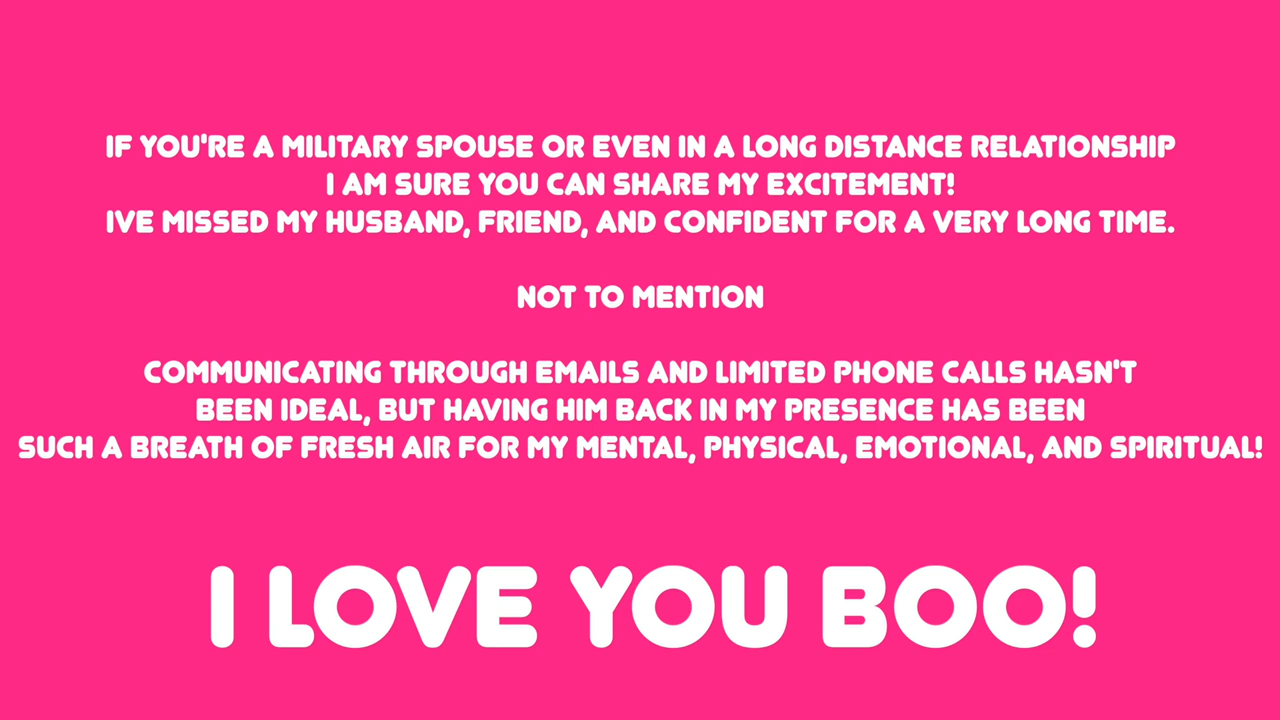 IF YOU'RE A MILITARY SPOUSE OR EVEN IN A LONG DISTANCE RELATIONSHIP
I AM SURE YOU CAN SHARE MY EXCITEMENT!
IVE MISSED MY HUSBAND, FRIEND, AND CONFIDENT FOR A VERY LONG TIME.
NOT TO MENTION
COMMUNICATING THROUGH EMAILS AND LIMITED PHONE CALLS HASN'T
BEEN IDEAL, BUT HAVING HIM BACK IN MY PRESENCE HAS BEEN
SUCH A BREATH OF FRESH AIR FOR MY MENTAL, PHYSICAL, EMOTIONAL, AND SPIRITUAL!
I LOVE YOU BOO!